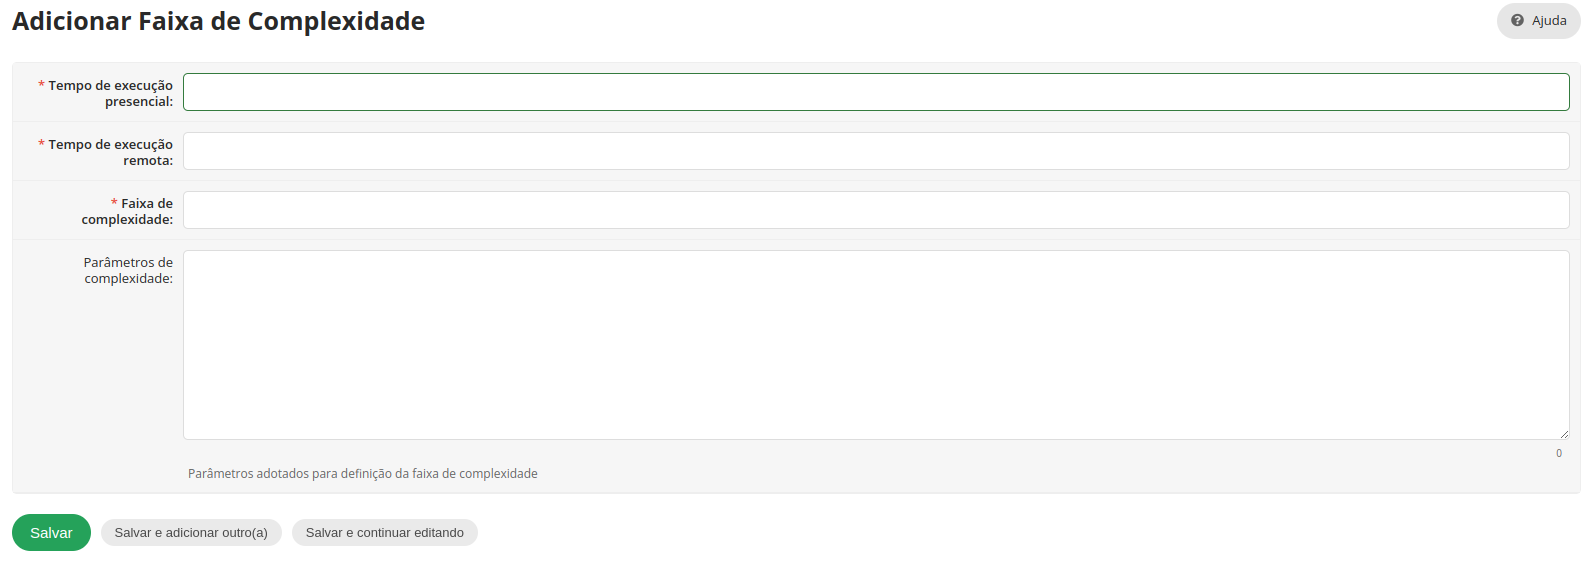 Adicionar Faixa de Complexidade
Ajuda
* Tempo de execução
presencial:
* Tempo de execução
remota:
* Faixa de
complexidade:
Parâmetros de
complexidade:
0
Parâmetros adotados para definição da faixa de complexidade
Salvar
Salvar e adicionar outro(a)
Salvar e continuar editando